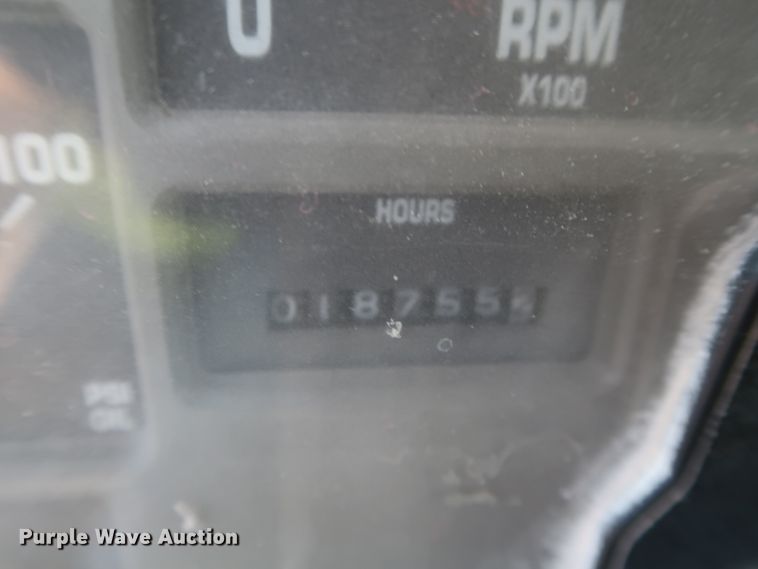 0
RPM
X100
100
HOURS
018755
PSI
OIL
Purple Wave Auction